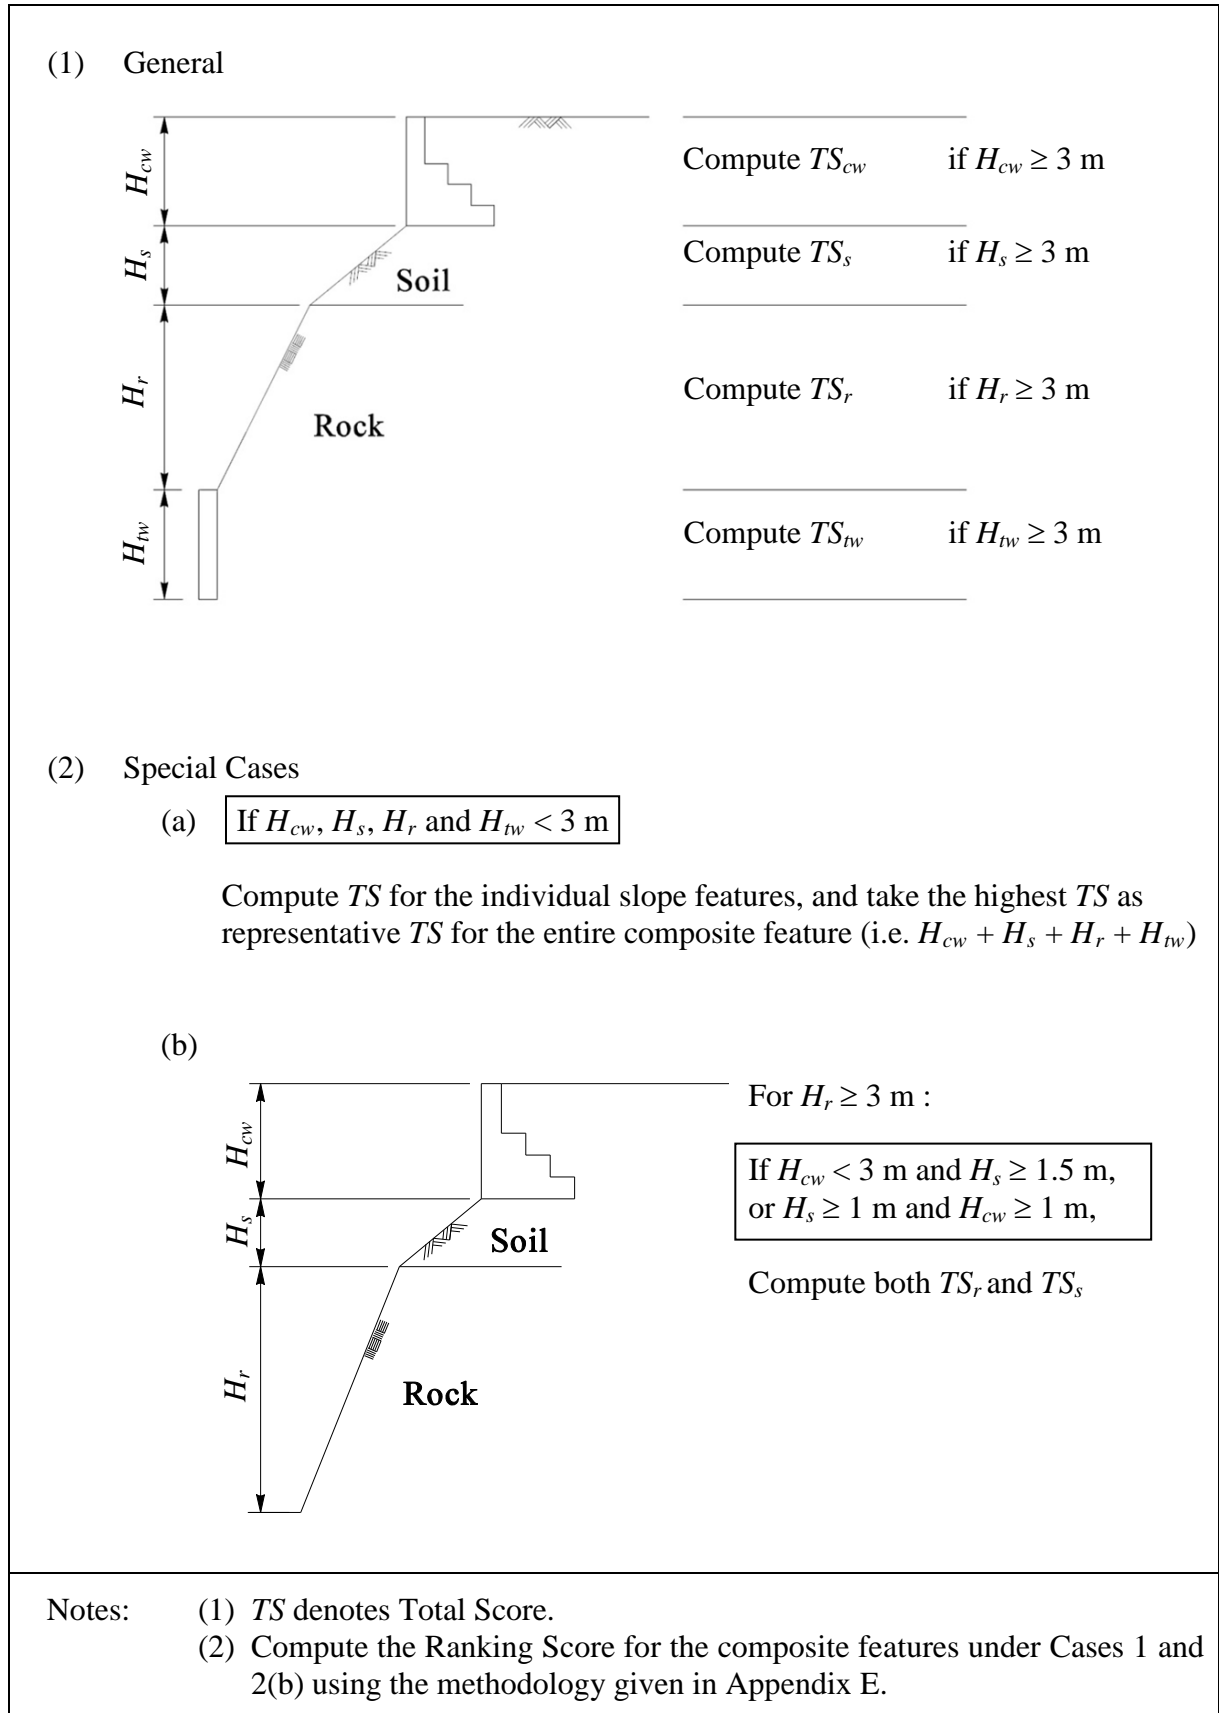 (1) General
H_cw
Compute TS_cw if H_cw ≥ 3 m
H_s
Soil
Compute TS_s if H_s ≥ 3 m
H_r
Rock
Compute TS_r if H_r ≥ 3 m
H_tw
Compute TS_tw if H_tw ≥ 3 m
(2) Special Cases
(a) If H_cw, H_s, H_r and H_tw < 3 m
Compute TS for the individual slope features, and take the highest TS as
representative TS for the entire composite feature (i.e. H_cw + H_s + H_r + H_tw)
(b)
H_cw
For H_r ≥ 3 m :
If H_cw < 3 m and H_s ≥ 1.5 m,
or H_s ≥ 1 m and H_cw ≥ 1 m,
H_s
Soil
Compute both TS_r and TS_s
H_r
Rock
Notes: (1) TS denotes Total Score.
(2) Compute the Ranking Score for the composite features under Cases 1 and
2(b) using the methodology given in Appendix E.